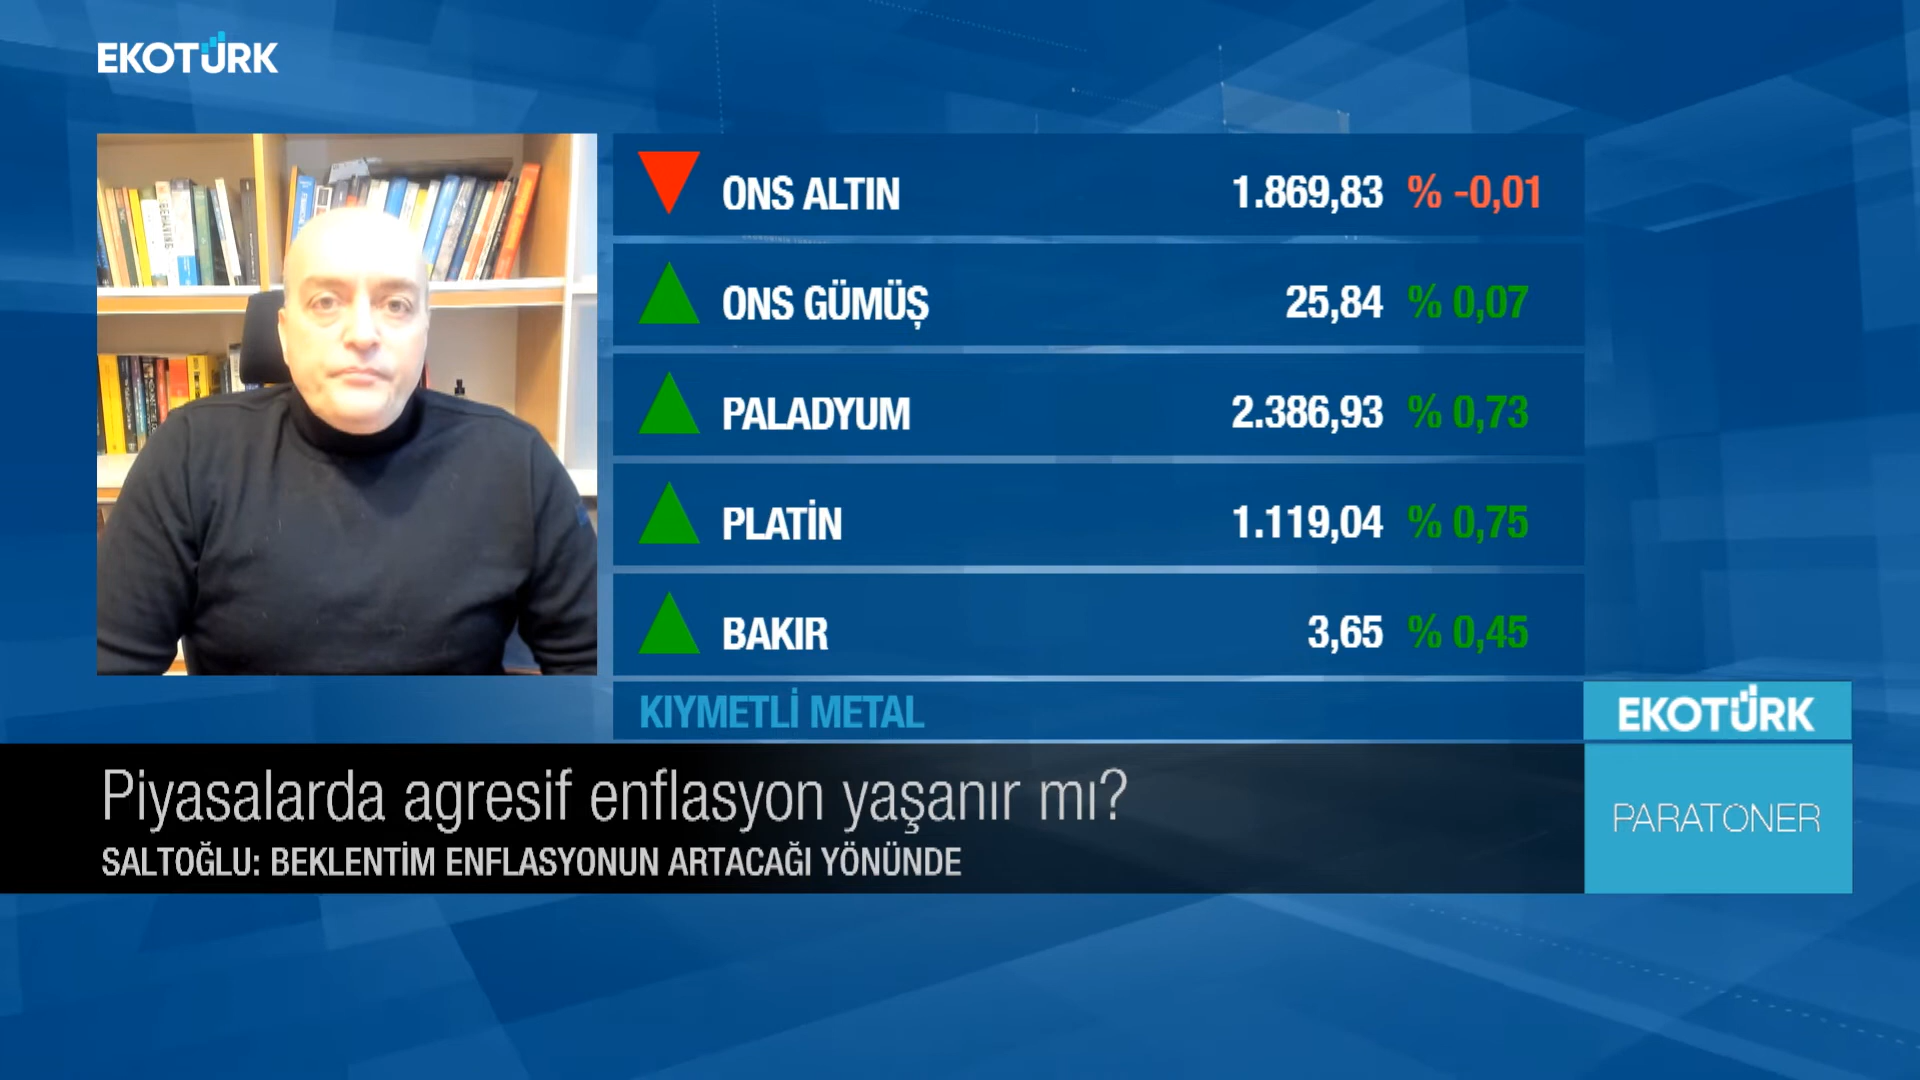 EKOTÜRK
ONS ALTIN 1.869,83 % -0,01
ONS GÜMÜŞ 25,84 % 0,07
PALADYUM 2.386,93 % 0,73
PLATİN 1.119,04 % 0,75
BAKIR 3,65 % 0,45
KIYMETLİ METAL
EKOTÜRK
Piyasalarda agresif enflasyon yaşanır mı?
SALTOĞLU: BEKLENTİM ENFLASYONUN ARTACAĞI YÖNÜNDE
PARATONER